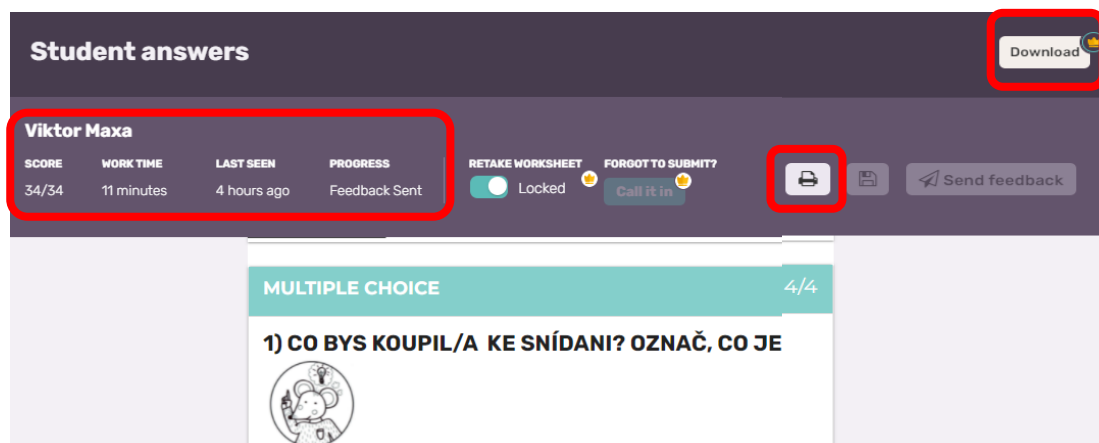 Student answers
Download
Viktor Maxa
SCORE WORK TIME LAST SEEN PROGRESS RETAKE WORKSHEET FORGOT TO SUBMIT?
34/34 11 minutes 4 hours ago Feedback Sent Locked Call it in Send feedback
MULTIPLE CHOICE 4/4
1) CO BYS KOUPIL/A KE SNÍDANI? OZNAČ, CO JE